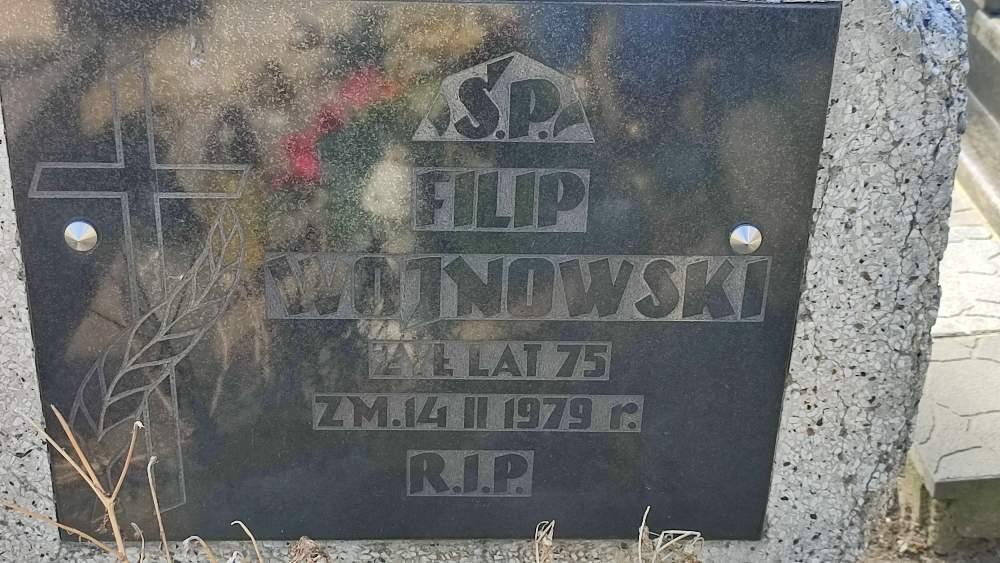 Ś.P.
FILIP
WOJNOWSKI
ŻYŁ LAT 75
ZM.14 II 1979 r.
R.I.P.